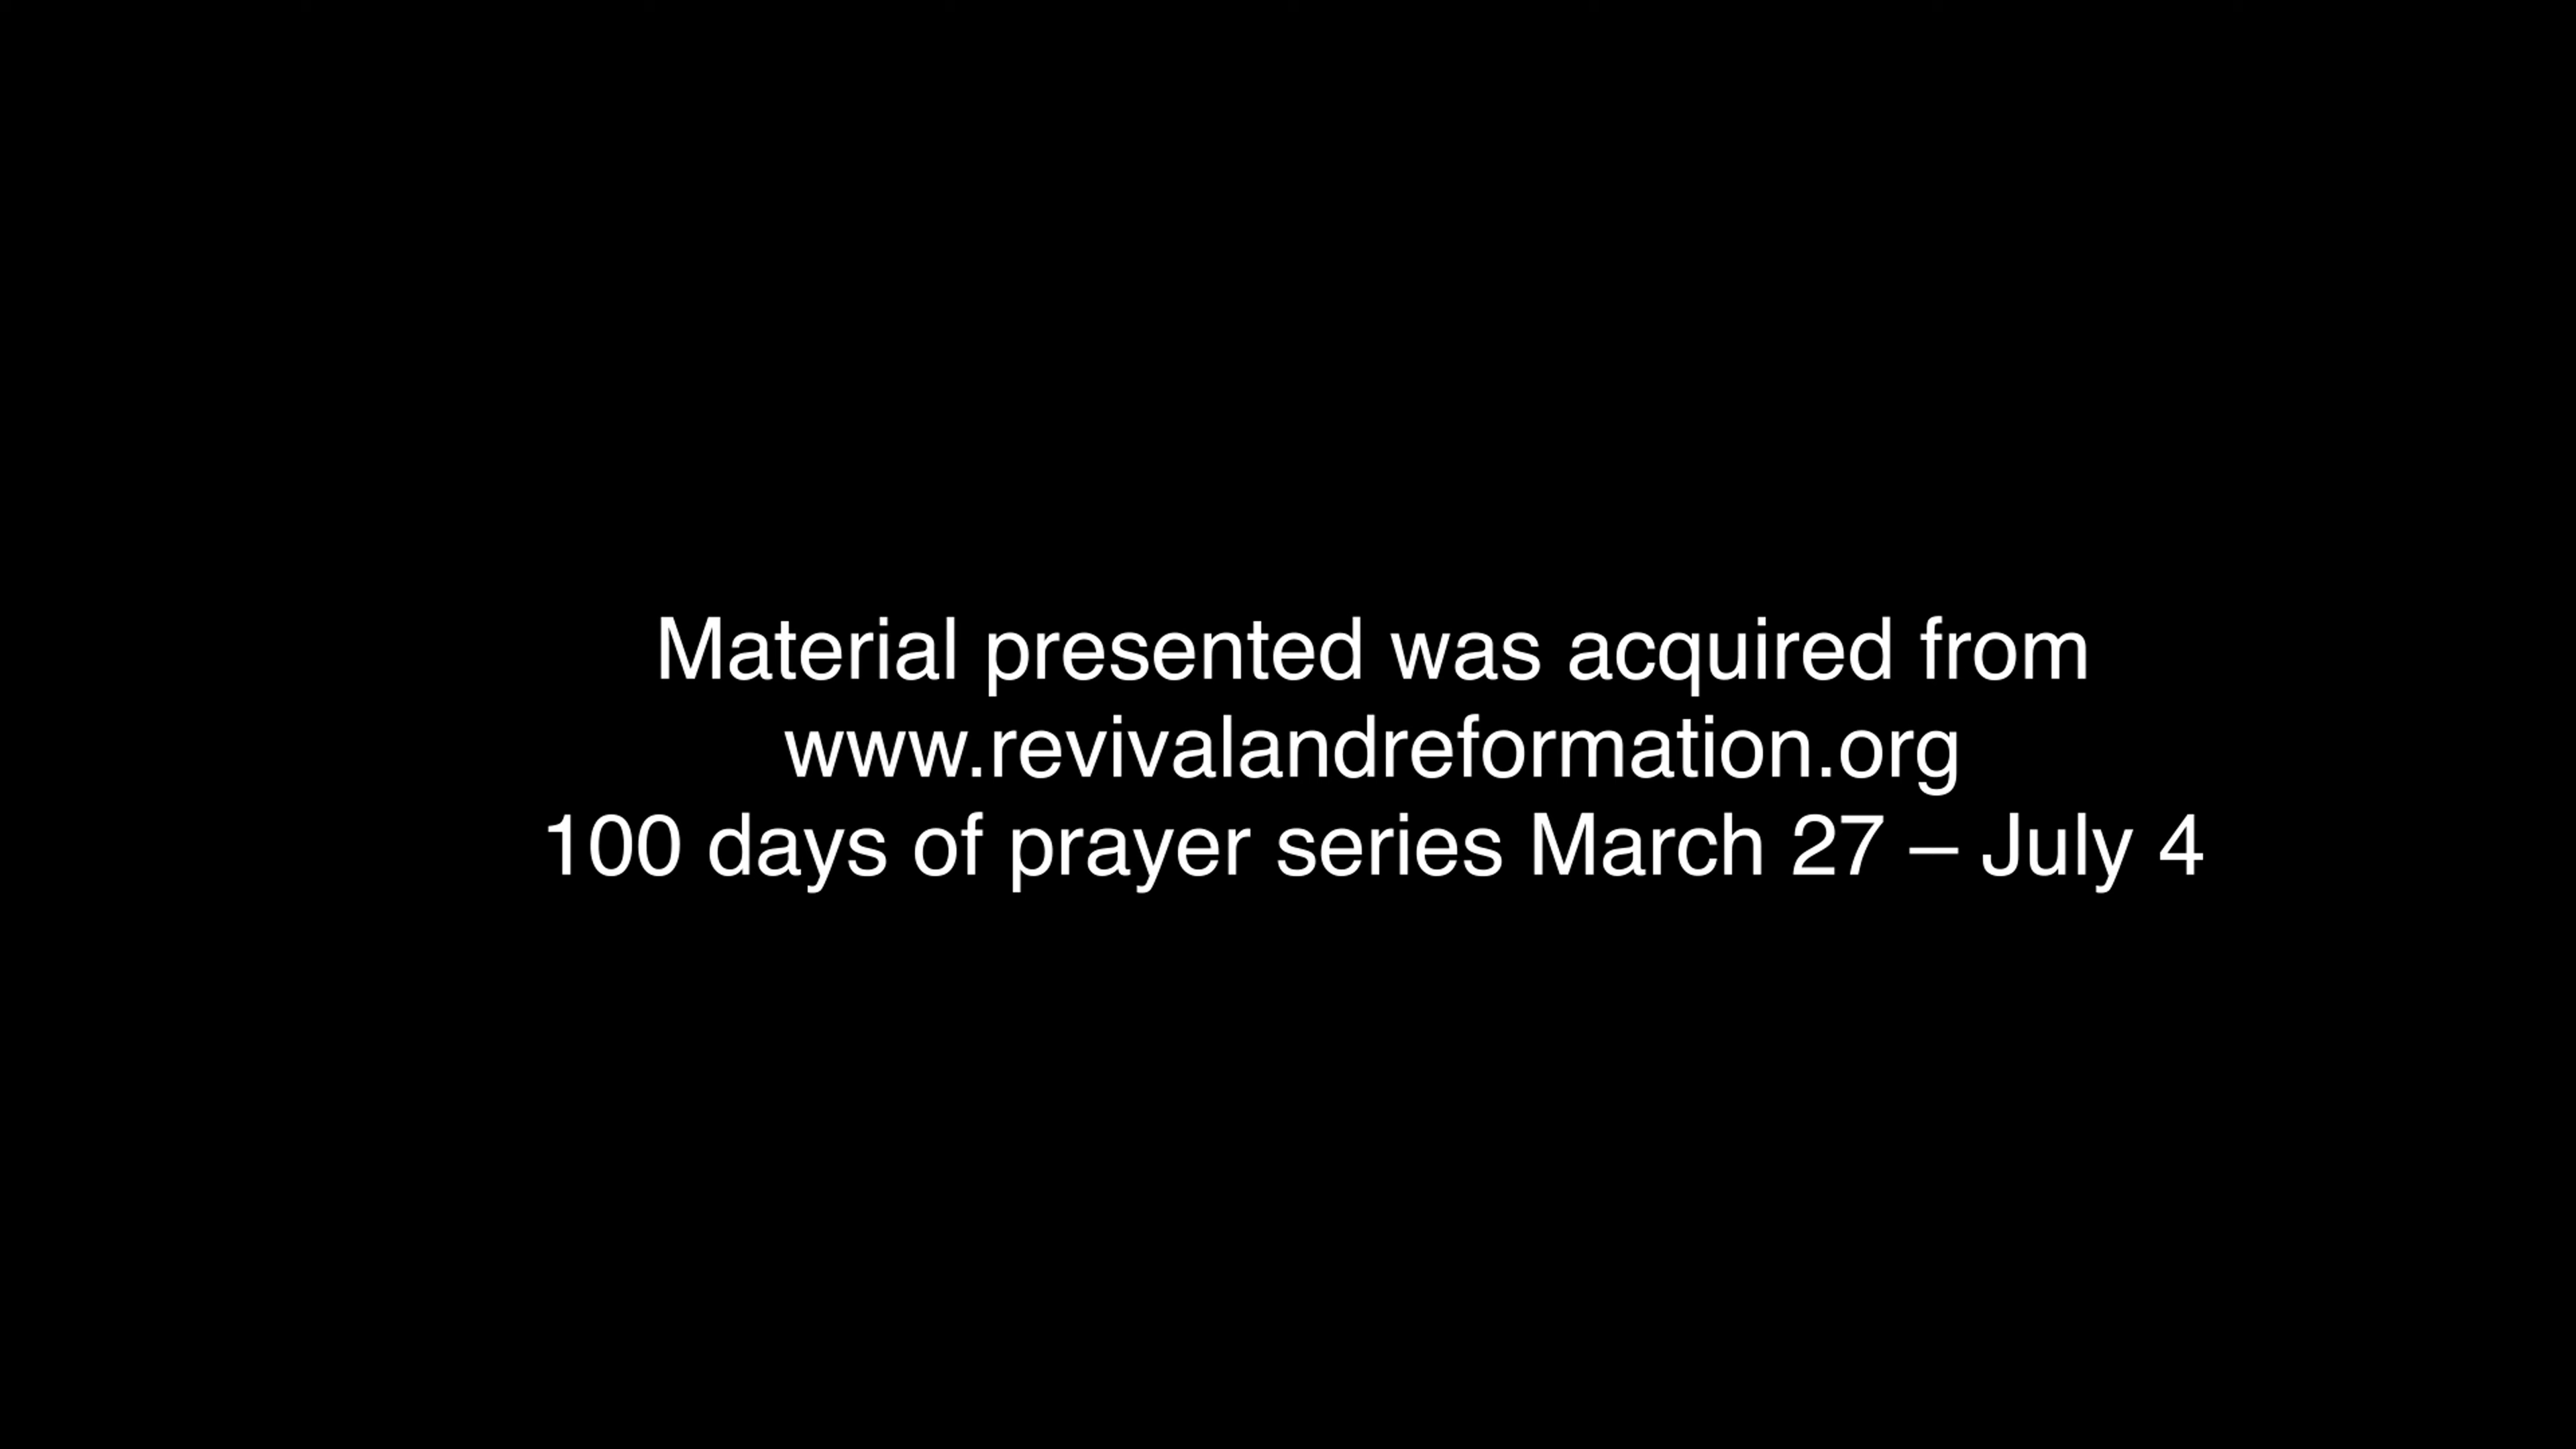 Material presented was acquired from
www.revivalandreformation.org
100 days of prayer series March 27 – July 4